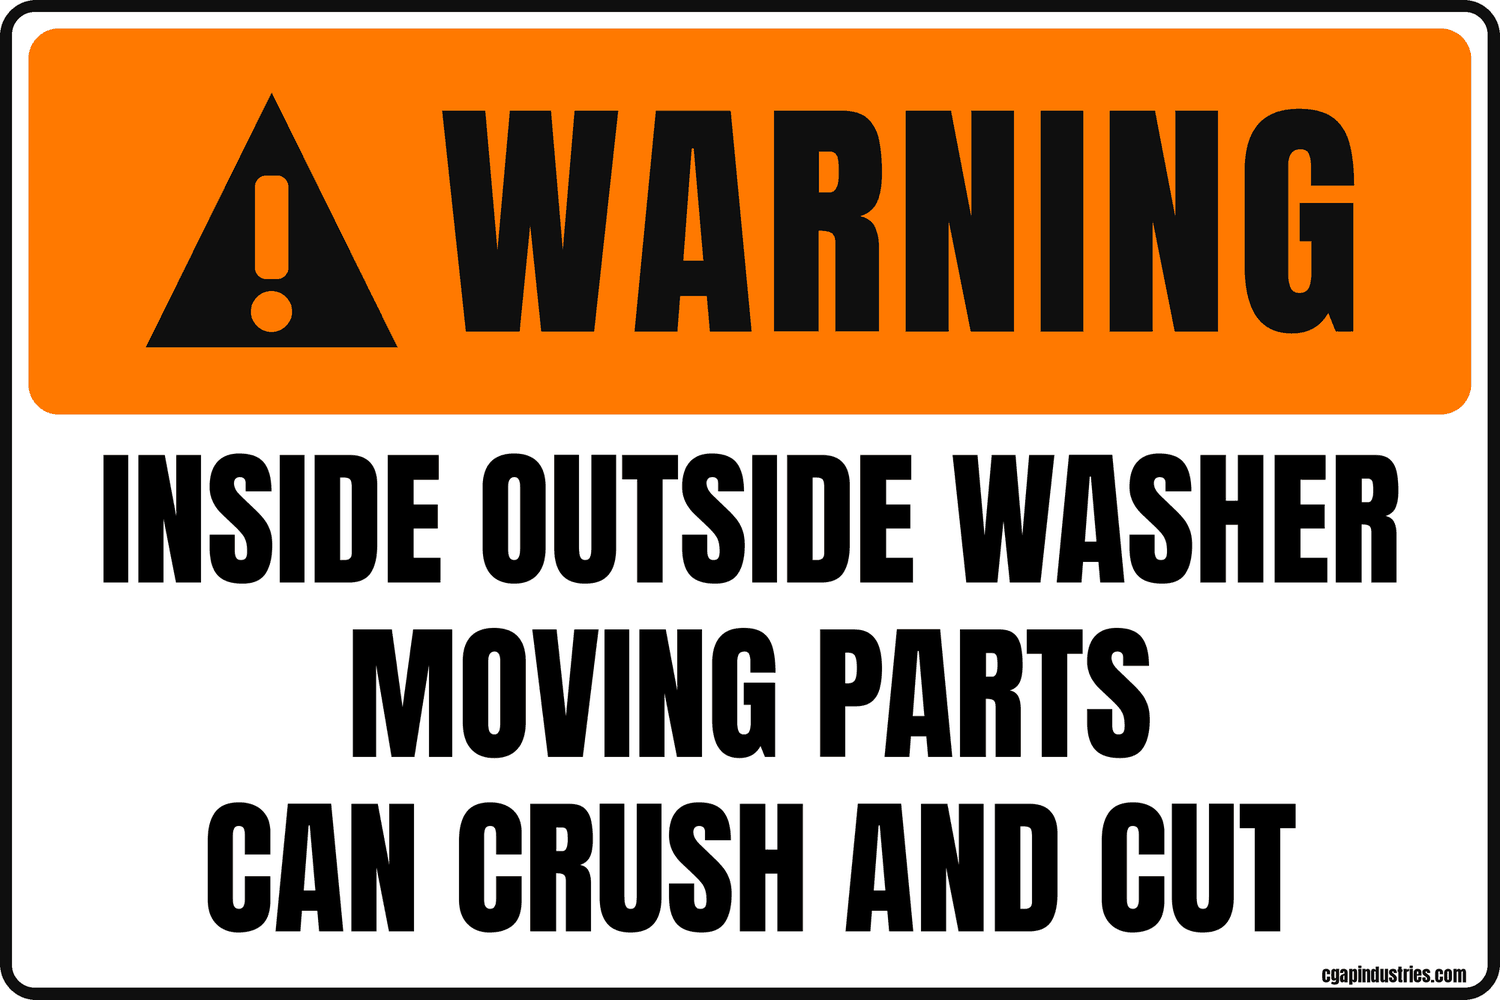 WARNING
INSIDE OUTSIDE WASHER
MOVING PARTS
CAN CRUSH AND CUT
cgapindustries.com